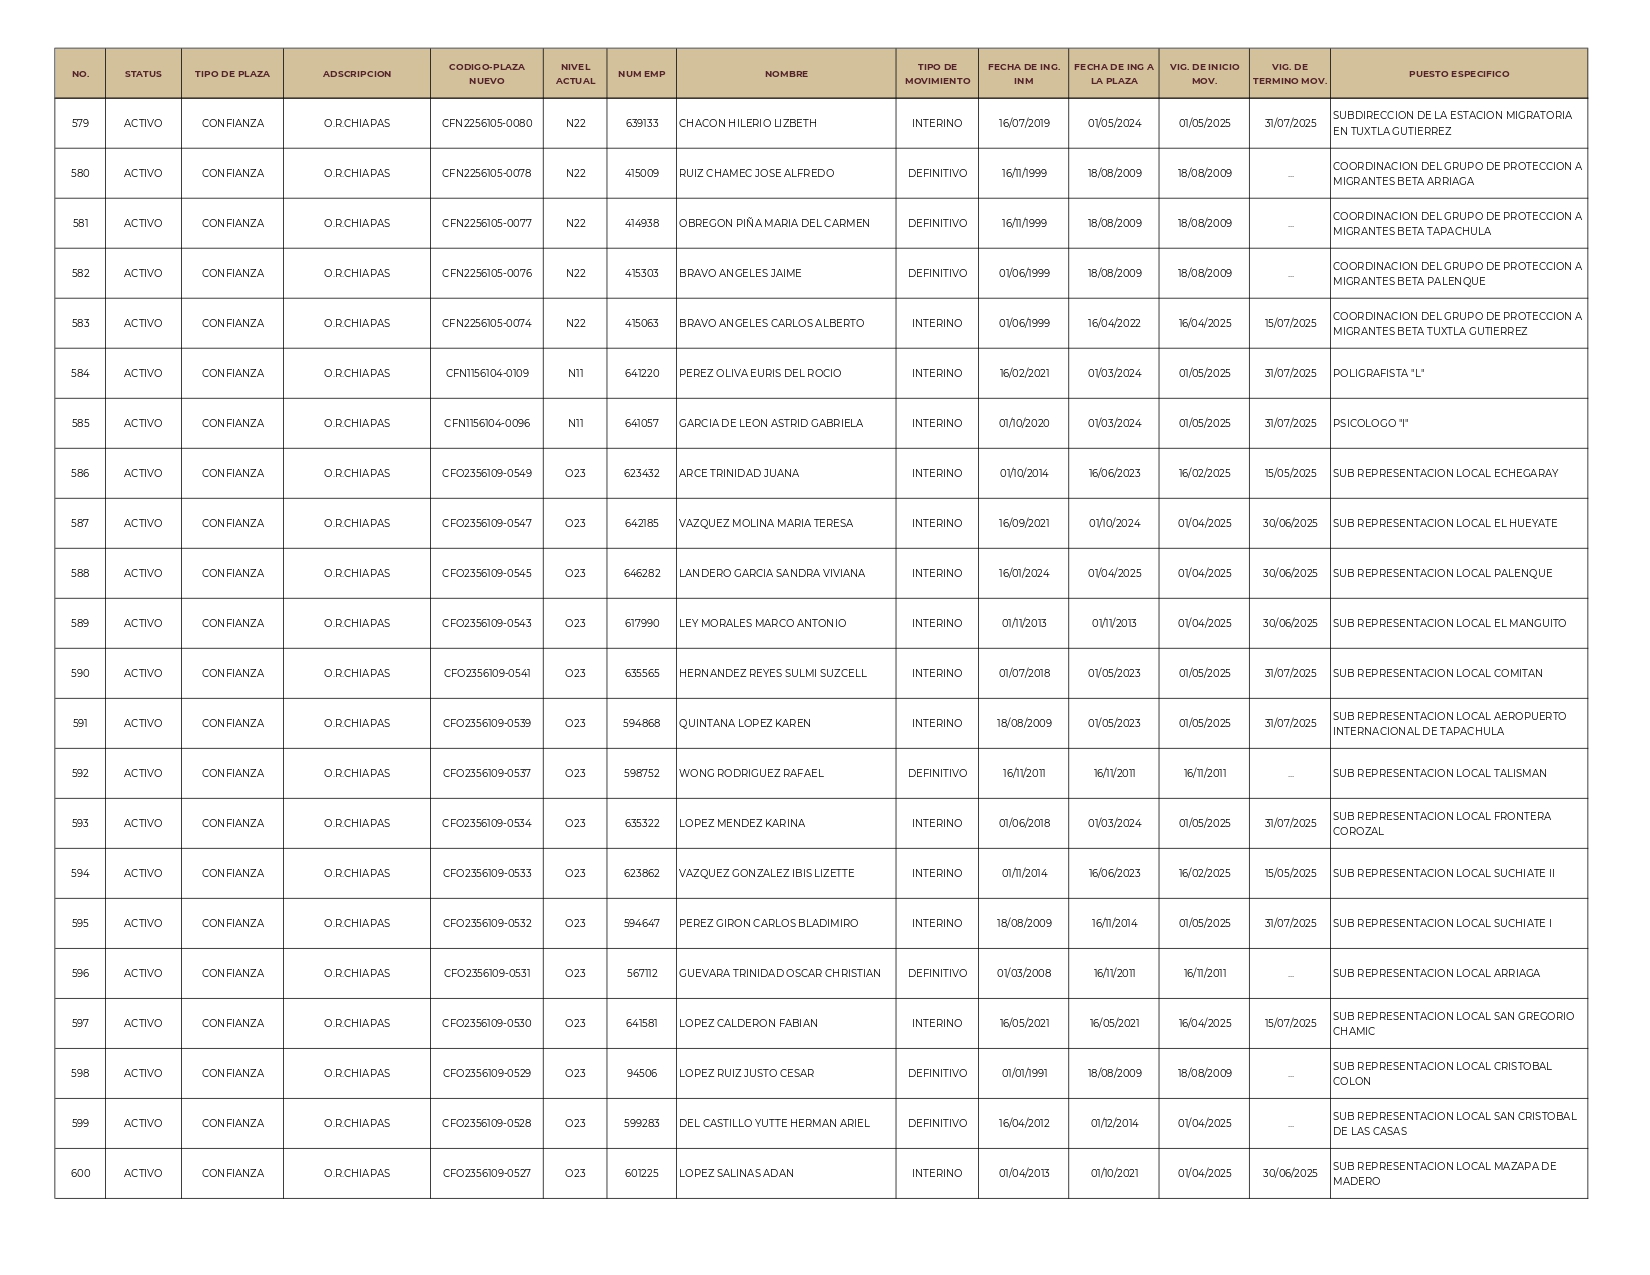 NO. STATUS TIPO DE PLAZA ADSCRIPCION CODIGO-PLAZA NUEVO NIVEL ACTUAL NUM EMP NOMBRE TIPO DE MOVIMIENTO FECHA DE ING. INM FECHA DE ING A LA PLAZA VIG. DE INICIO MOV. VIG. DE TERMINO MOV. PUESTO ESPECIFICO
579 ACTIVO CONFIANZA O.R.CHIAPAS CFN2256105-0080 N22 639133 CHACON HILERIO LIZBETH INTERINO 16/07/2019 01/05/2024 01/05/2025 31/07/2025 SUBDIRECCION DE LA ESTACION MIGRATORIA
EN TUXTLA GUTIERREZ
580 ACTIVO CONFIANZA O.R.CHIAPAS CFN2256105-0078 N22 415009 RUIZ CHAMEC JOSE ALFREDO DEFINITIVO 16/11/1999 18/08/2009 18/08/2009 ... COORDINACION DEL GRUPO DE PROTECCION A
MIGRANTES BETA ARRIAGA
581 ACTIVO CONFIANZA O.R.CHIAPAS CFN2256105-0077 N22 414938 OBREGON PIÑA MARIA DEL CARMEN DEFINITIVO 16/11/1999 18/08/2009 18/08/2009 ... COORDINACION DEL GRUPO DE PROTECCION A
MIGRANTES BETA TAPACHULA
582 ACTIVO CONFIANZA O.R.CHIAPAS CFN2256105-0076 N22 415303 BRAVO ANGELES JAIME DEFINITIVO 01/06/1999 18/08/2009 18/08/2009 ... COORDINACION DEL GRUPO DE PROTECCION A
MIGRANTES BETA PALENQUE
583 ACTIVO CONFIANZA O.R.CHIAPAS CFN2256105-0074 N22 415063 BRAVO ANGELES CARLOS ALBERTO INTERINO 01/06/1999 16/04/2022 16/04/2025 15/07/2025 COORDINACION DEL GRUPO DE PROTECCION A
MIGRANTES BETA TUXTLA GUTIERREZ
584 ACTIVO CONFIANZA O.R.CHIAPAS CFN1156104-0109 N11 641220 PEREZ OLIVA EURIS DEL ROCIO INTERINO 16/02/2021 01/03/2024 01/05/2025 31/07/2025 POLIGRAFISTA "L"
585 ACTIVO CONFIANZA O.R.CHIAPAS CFN1156104-0096 N11 641057 GARCIA DE LEON ASTRID GABRIELA INTERINO 01/10/2020 01/03/2024 01/05/2025 31/07/2025 PSICOLOGO "I"
586 ACTIVO CONFIANZA O.R.CHIAPAS CFO2356109-0549 O23 623432 ARCE TRINIDAD JUANA INTERINO 01/10/2014 16/06/2023 16/02/2025 15/05/2025 SUB REPRESENTACION LOCAL ECHEGARAY
587 ACTIVO CONFIANZA O.R.CHIAPAS CFO2356109-0547 O23 642185 VAZQUEZ MOLINA MARIA TERESA INTERINO 16/09/2021 01/10/2024 01/04/2025 30/06/2025 SUB REPRESENTACION LOCAL EL HUEYATE
588 ACTIVO CONFIANZA O.R.CHIAPAS CFO2356109-0545 O23 646282 LANDERO GARCIA SANDRA VIVIANA INTERINO 16/01/2024 01/04/2025 01/04/2025 30/06/2025 SUB REPRESENTACION LOCAL PALENQUE
589 ACTIVO CONFIANZA O.R.CHIAPAS CFO2356109-0543 O23 617990 LEY MORALES MARCO ANTONIO INTERINO 01/11/2013 01/11/2013 01/04/2025 30/06/2025 SUB REPRESENTACION LOCAL EL MANGUITO
590 ACTIVO CONFIANZA O.R.CHIAPAS CFO2356109-0541 O23 635565 HERNANDEZ REYES SULMI SUZCELL INTERINO 01/07/2018 01/05/2023 01/05/2025 31/07/2025 SUB REPRESENTACION LOCAL COMITAN
591 ACTIVO CONFIANZA O.R.CHIAPAS CFO2356109-0539 O23 594868 QUINTANA LOPEZ KAREN INTERINO 18/08/2009 01/05/2023 01/05/2025 31/07/2025 SUB REPRESENTACION LOCAL AEROPUERTO
INTERNACIONAL DE TAPACHULA
592 ACTIVO CONFIANZA O.R.CHIAPAS CFO2356109-0537 O23 598752 WONG RODRIGUEZ RAFAEL DEFINITIVO 16/11/2011 16/11/2011 16/11/2011 ... SUB REPRESENTACION LOCAL TALISMAN
593 ACTIVO CONFIANZA O.R.CHIAPAS CFO2356109-0534 O23 635322 LOPEZ MENDEZ KARINA INTERINO 01/06/2018 01/03/2024 01/05/2025 31/07/2025 SUB REPRESENTACION LOCAL FRONTERA
COROZAL
594 ACTIVO CONFIANZA O.R.CHIAPAS CFO2356109-0533 O23 623862 VAZQUEZ GONZALEZ IBIS LIZETTE INTERINO 01/11/2014 16/06/2023 16/02/2025 15/05/2025 SUB REPRESENTACION LOCAL SUCHIATE II
595 ACTIVO CONFIANZA O.R.CHIAPAS CFO2356109-0532 O23 594647 PEREZ GIRON CARLOS BLADIMIRO INTERINO 18/08/2009 16/11/2014 01/05/2025 31/07/2025 SUB REPRESENTACION LOCAL SUCHIATE I
596 ACTIVO CONFIANZA O.R.CHIAPAS CFO2356109-0531 O23 567112 GUEVARA TRINIDAD OSCAR CHRISTIAN DEFINITIVO 01/03/2008 16/11/2011 16/11/2011 ... SUB REPRESENTACION LOCAL ARRIAGA
597 ACTIVO CONFIANZA O.R.CHIAPAS CFO2356109-0530 O23 641581 LOPEZ CALDERON FABIAN INTERINO 16/05/2021 16/05/2021 16/04/2025 15/07/2025 SUB REPRESENTACION LOCAL SAN GREGORIO
CHAMIC
598 ACTIVO CONFIANZA O.R.CHIAPAS CFO2356109-0529 O23 94506 LOPEZ RUIZ JUSTO CESAR DEFINITIVO 01/01/1991 18/08/2009 18/08/2009 ... SUB REPRESENTACION LOCAL CRISTOBAL
COLON
599 ACTIVO CONFIANZA O.R.CHIAPAS CFO2356109-0528 O23 599283 DEL CASTILLO YUTTE HERMAN ARIEL DEFINITIVO 16/04/2012 01/12/2014 01/04/2025 ... SUB REPRESENTACION LOCAL SAN CRISTOBAL
DE LAS CASAS
600 ACTIVO CONFIANZA O.R.CHIAPAS CFO2356109-0527 O23 601225 LOPEZ SALINAS ADAN INTERINO 01/04/2013 01/10/2021 01/04/2025 30/06/2025 SUB REPRESENTACION LOCAL MAZAPA DE
MADERO